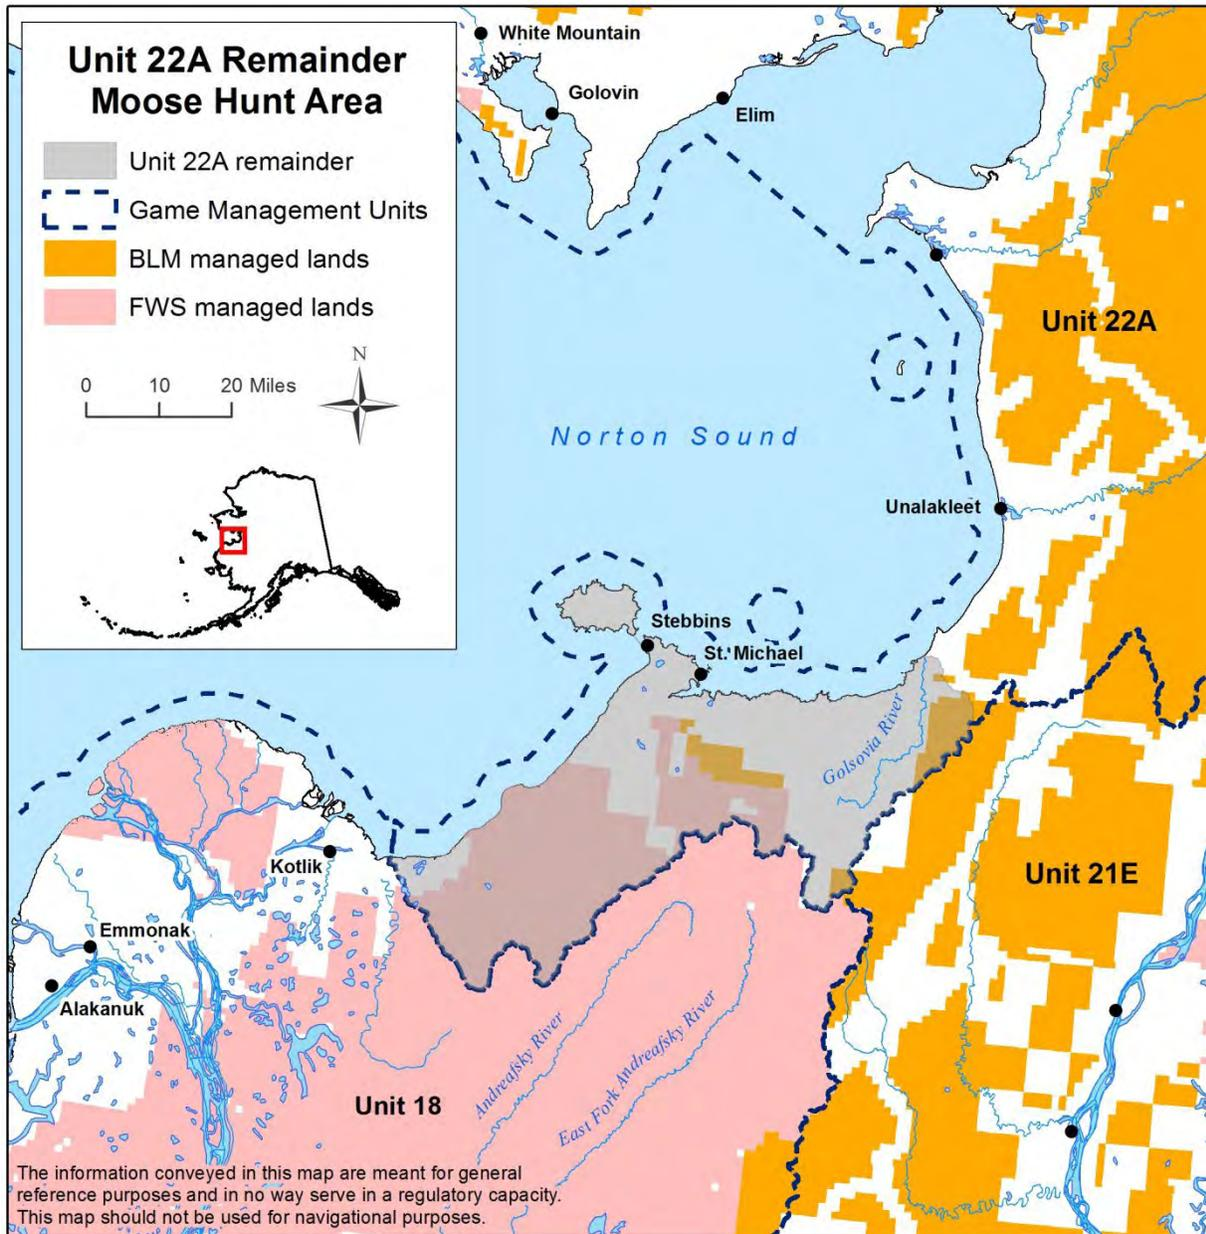 Unit 22A Remainder
Moose Hunt Area
Unit 22A remainder
Game Management Units
BLM managed lands
FWS managed lands
N
0 10 20 Miles
White Mountain
Golovin
Elim
Unit 22A
Norton Sound
Unalakleet
Stebbins
St. Michael
Golsovia River
Kotlik
Unit 21E
Emmonak
Alakanuk
Andreafsky River
East Fork Andreafsky River
Unit 18
The information conveyed in this map are meant for general
reference purposes and in no way serve in a regulatory capacity.
This map should not be used for navigational purposes.